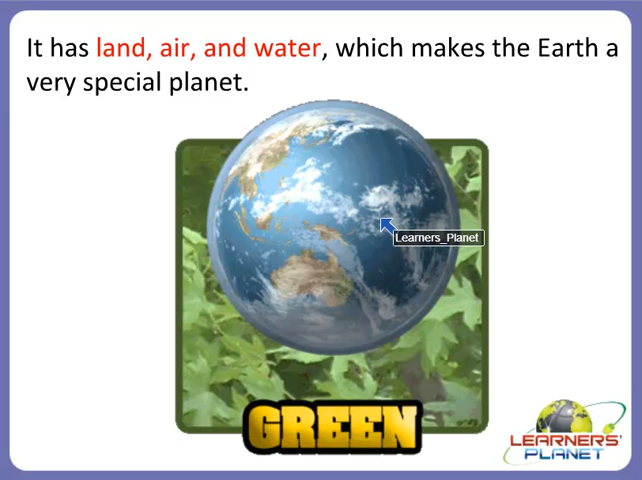 It has land, air, and water, which makes the Earth a
very special planet.
Learners_Planet
GREEN
LEARNERS'
PLANET